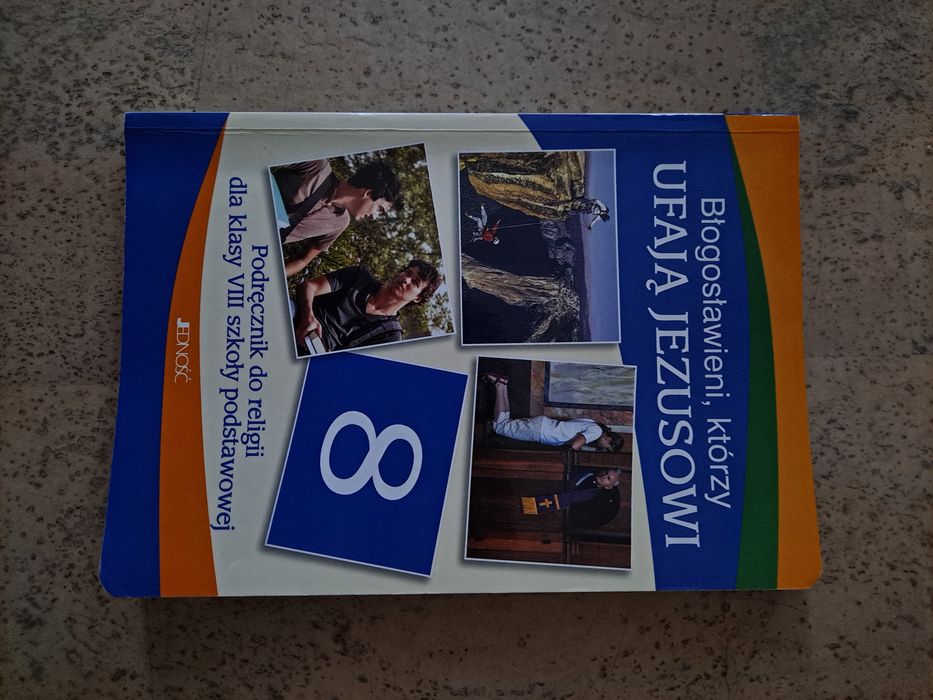 Błogosławieni, którzy
UFAJĄ JEZUSOWI
8
Podręcznik do religii
dla klasy VIII szkoły podstawowej
JEDNOŚĆ